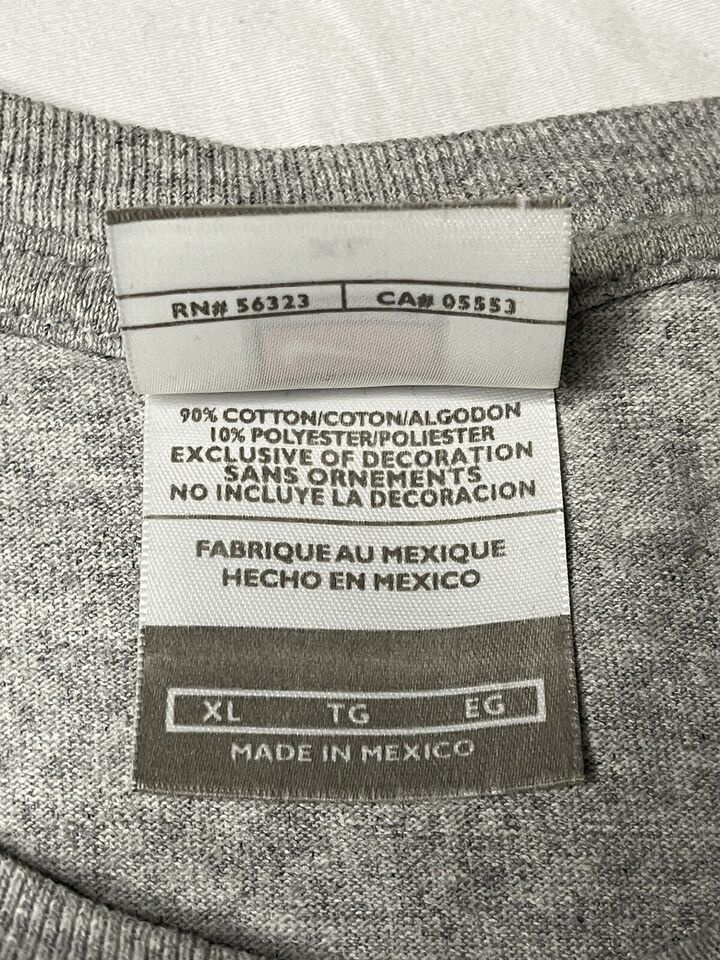 RN# 56323 CA# 05553
90% COTTON/COTON/ALGODON
10% POLYESTER/POLIESTER
EXCLUSIVE OF DECORATION
SANS ORNEMENTS
NO INCLUYE LA DECORACION
FABRIQUE AU MEXIQUE
HECHO EN MEXICO
XL TG EG
MADE IN MEXICO